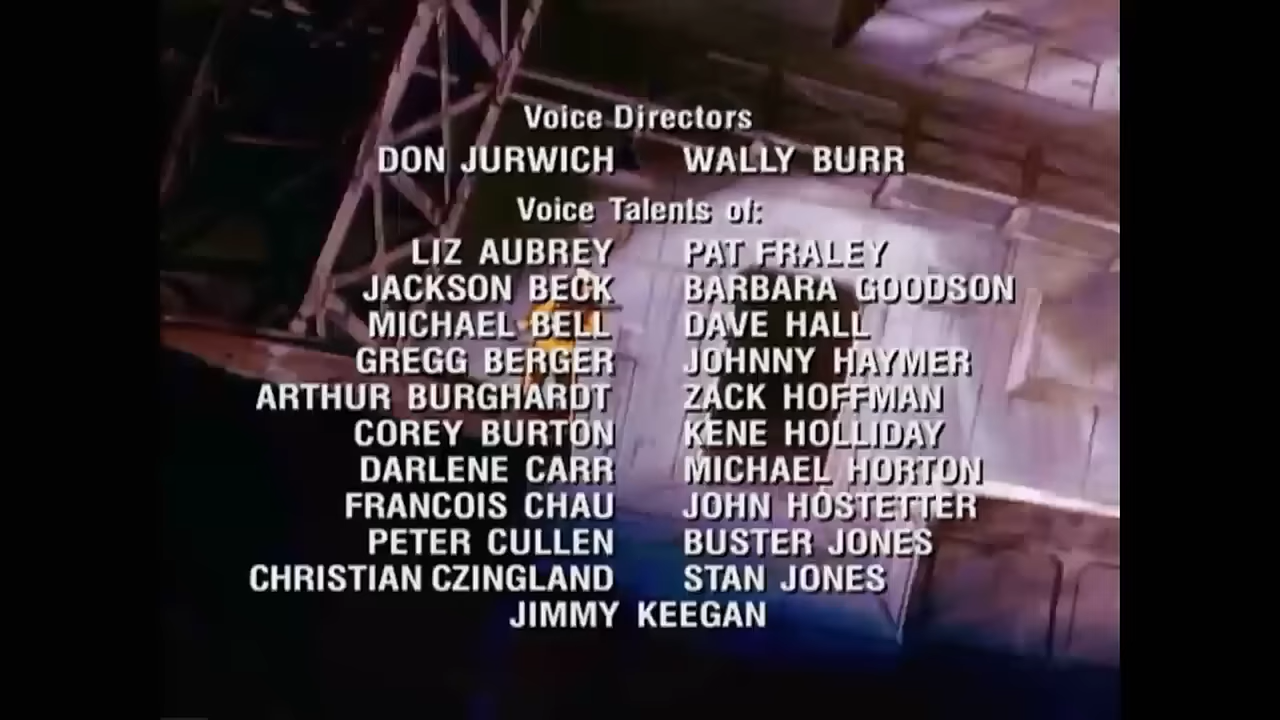 Voice Directors
DON JURWICH WALLY BURR
Voice Talents of:
LIZ AUBREY PAT FRALEY
JACKSON BECK BARBARA GOODSON
MICHAEL BELL DAVE HALL
GREGG BERGER JOHNNY HAYMER
ARTHUR BURGHARDT ZACK HOFFMAN
COREY BURTON KENE HOLLIDAY
DARLENE CARR MICHAEL HORTON
FRANCOIS CHAU JOHN HOSTETTER
PETER CULLEN BUSTER JONES
CHRISTIAN CZINGLAND STAN JONES
JIMMY KEEGAN